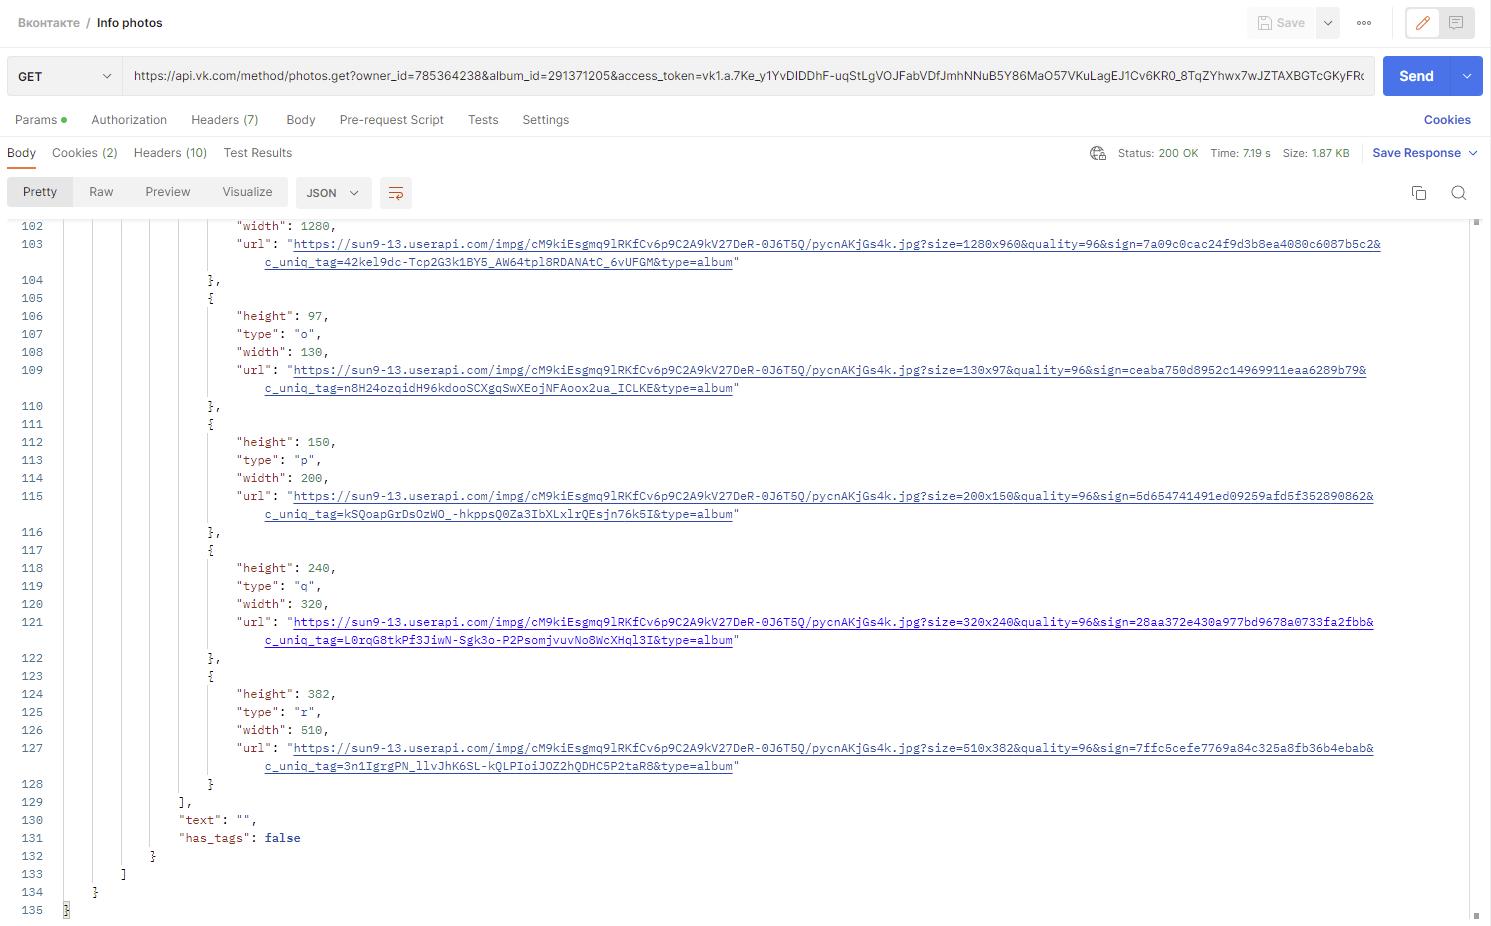 Вконтакте / Info photos
Save
GET
https://api.vk.com/method/photos.get?owner_id=785364238&album_id=291371205&access_token=vk1.a.7Ke_y1YvDIDDhF-uqStLgVOJFabVDfJmhNNuB5Y86MaO57VKuLagEJ1Cv6KR0_8TqZYhwx7wJZTAXBGTcGKyFRc
Send
Params
Authorization
Headers (7)
Body
Pre-request Script
Tests
Settings
Cookies
Body
Cookies (2)
Headers (10)
Test Results
Status: 200 OK Time: 7.19 s Size: 1.87 KB
Save Response
Pretty
Raw
Preview
Visualize
JSON
102 "width": 1280,
103 "url": "https://sun9-13.userapi.com/impg/cM9kiEsgmq9lRKfCv6p9C2A9kV27DeR-0J6T5Q/pycnAKjGs4k.jpg?size=1280x960&quality=96&sign=7a09c0cac24f9d3b8ea4080c6087b5c2&
c_uniq_tag=42kel9dc-Tcp2G3k1BY5_AW64tpl8RDANAtC_6vUFGM&type=album"
104 },
105 {
106 "height": 97,
107 "type": "o",
108 "width": 130,
109 "url": "https://sun9-13.userapi.com/impg/cM9kiEsgmq9lRKfCv6p9C2A9kV27DeR-0J6T5Q/pycnAKjGs4k.jpg?size=130x97&quality=96&sign=ceaba750d8952c14969911eaa6289b79&
c_uniq_tag=n8H24ozqidH96kdooSCXgqSwXEojNFAoox2ua_ICLKE&type=album"
110 },
111 {
112 "height": 150,
113 "type": "p",
114 "width": 200,
115 "url": "https://sun9-13.userapi.com/impg/cM9kiEsgmq9lRKfCv6p9C2A9kV27DeR-0J6T5Q/pycnAKjGs4k.jpg?size=200x150&quality=96&sign=5d654741491ed09259afd5f352890862&
c_uniq_tag=kSQoapGrDsOzWO_-hkppsQ0Za3IbXLxlrQEsjn76k5I&type=album"
116 },
117 {
118 "height": 240,
119 "type": "q",
120 "width": 320,
121 "url": "https://sun9-13.userapi.com/impg/cM9kiEsgmq9lRKfCv6p9C2A9kV27DeR-0J6T5Q/pycnAKjGs4k.jpg?size=320x240&quality=96&sign=28aa372e430a977bd9678a0733fa2fbb&
c_uniq_tag=L0rqG8tkPf3JiwN-Sgk3o-P2PsomjvuvNo8WcXHql3I&type=album"
122 },
123 {
124 "height": 382,
125 "type": "r",
126 "width": 510,
127 "url": "https://sun9-13.userapi.com/impg/cM9kiEsgmq9lRKfCv6p9C2A9kV27DeR-0J6T5Q/pycnAKjGs4k.jpg?size=510x382&quality=96&sign=7ffc5cefe7769a84c325a8fb36b4ebab&
c_uniq_tag=3n1IgrgPN_llvJhK6SL-kQLPIoiJOZ2hQDHC5P2taR8&type=album"
128 }
129 ],
130 "text": "",
131 "has_tags": false
132 }
133 ]
134 }
135 }